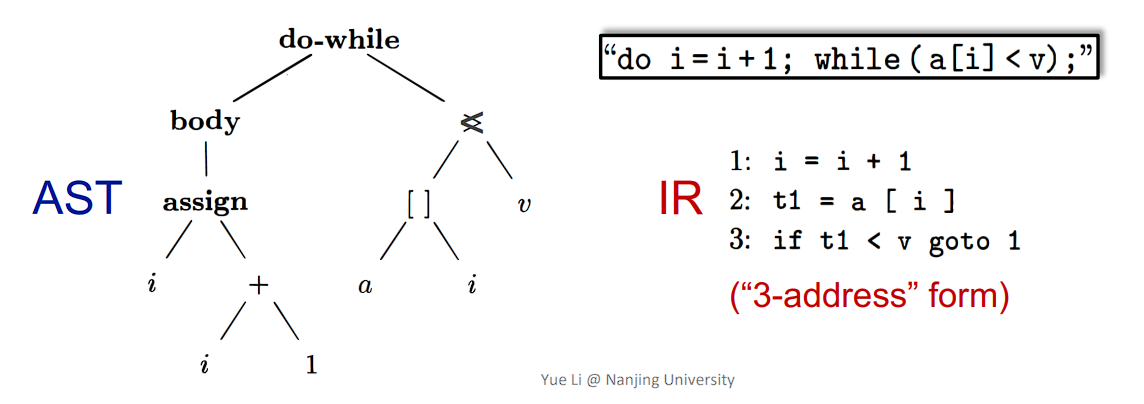 do-while
“do i=i+1; while(a[i]<v);”
body
AST
assign
[ ]
v
i
+
a
i
i
1
IR
1: i = i + 1
2: t1 = a [ i ]
3: if t1 < v goto 1
(“3-address” form)
Yue Li @ Nanjing University